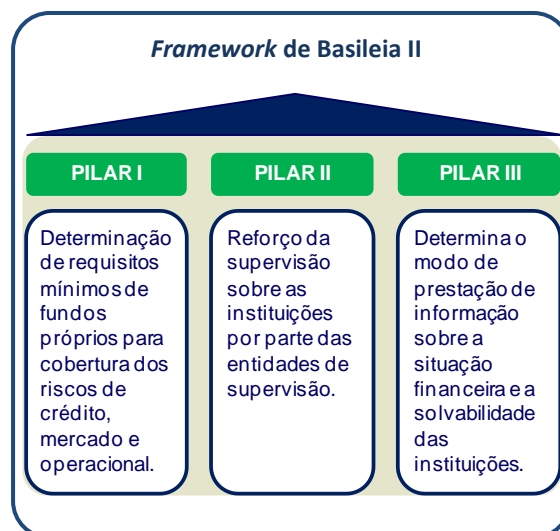 Framework de Basileia II
PILAR I
PILAR II
PILAR III
Determinação
de requisitos
mínimos de
fundos
próprios para
cobertura dos
riscos de
crédito,
mercado e
operacional.
Reforço da
supervisão
sobre as
instituições
por parte das
entidades de
supervisão.
Determina o
modo de
prestação de
informação
sobre a
situação
financeira e a
solvabilidade
das
instituições.